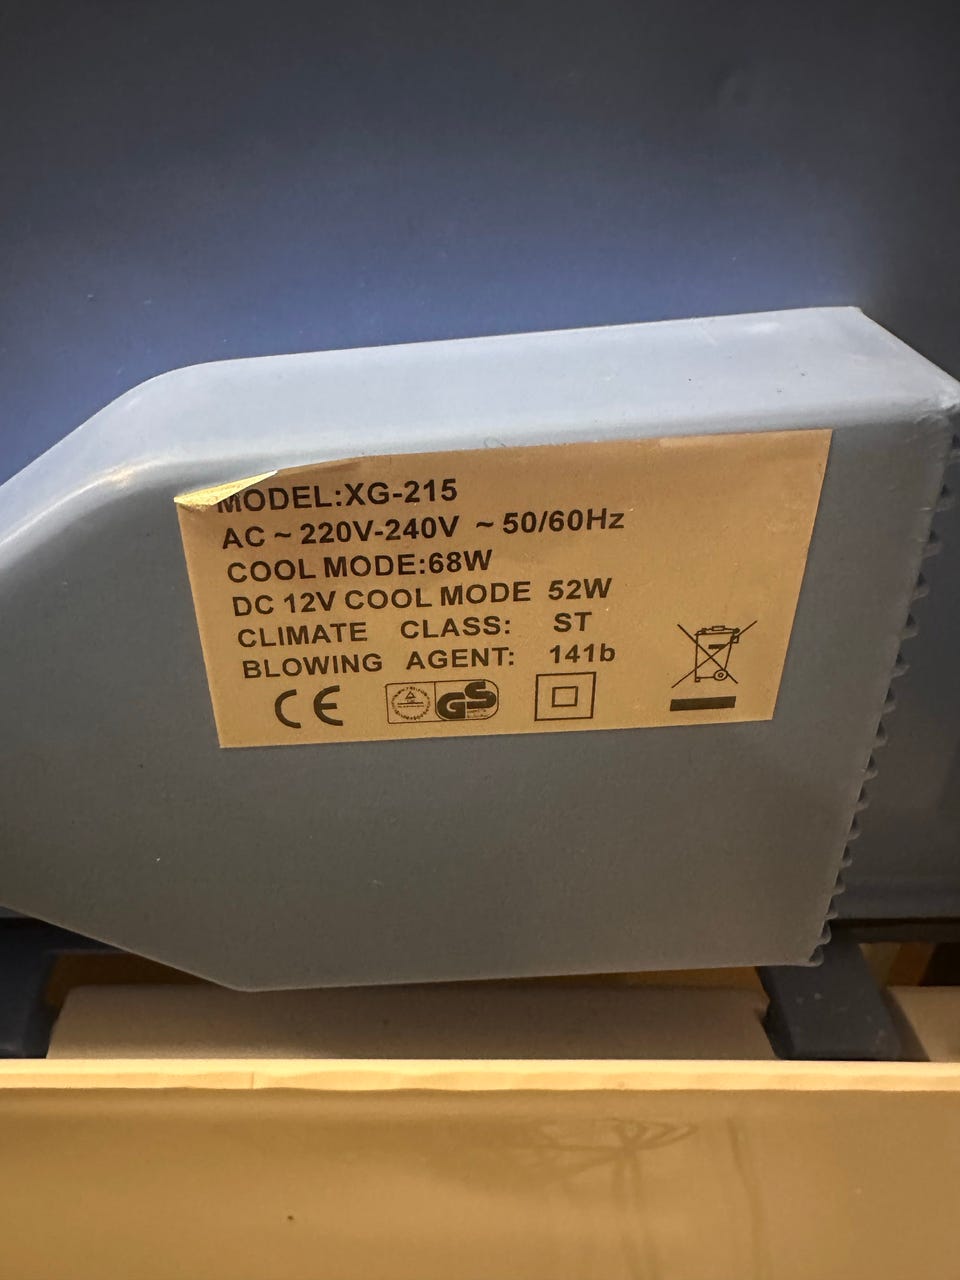 MODEL:XG-215
AC ~ 220V-240V ~ 50/60Hz
COOL MODE:68W
DC 12V COOL MODE 52W
CLIMATE CLASS: ST
BLOWING AGENT: 141b
CE GS